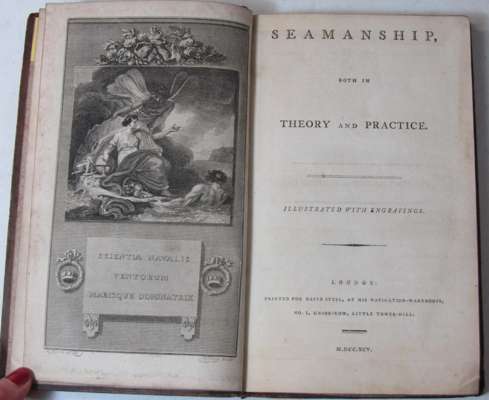 SCIENTIA NAVALIS
VENTORUM
MARISQUE DOMINATRIX
SEAMANSHIP,
BOTH IN
THEORY AND PRACTICE.
ILLUSTRATED WITH ENGRAVINGS.
LONDON:
PRINTED FOR DAVID STEEL, AT HIS NAVIGATION-WAREHOUSE,
NO. 1, UNION-ROW, LITTLE TOWER-HILL.
M.DCC.XCV.